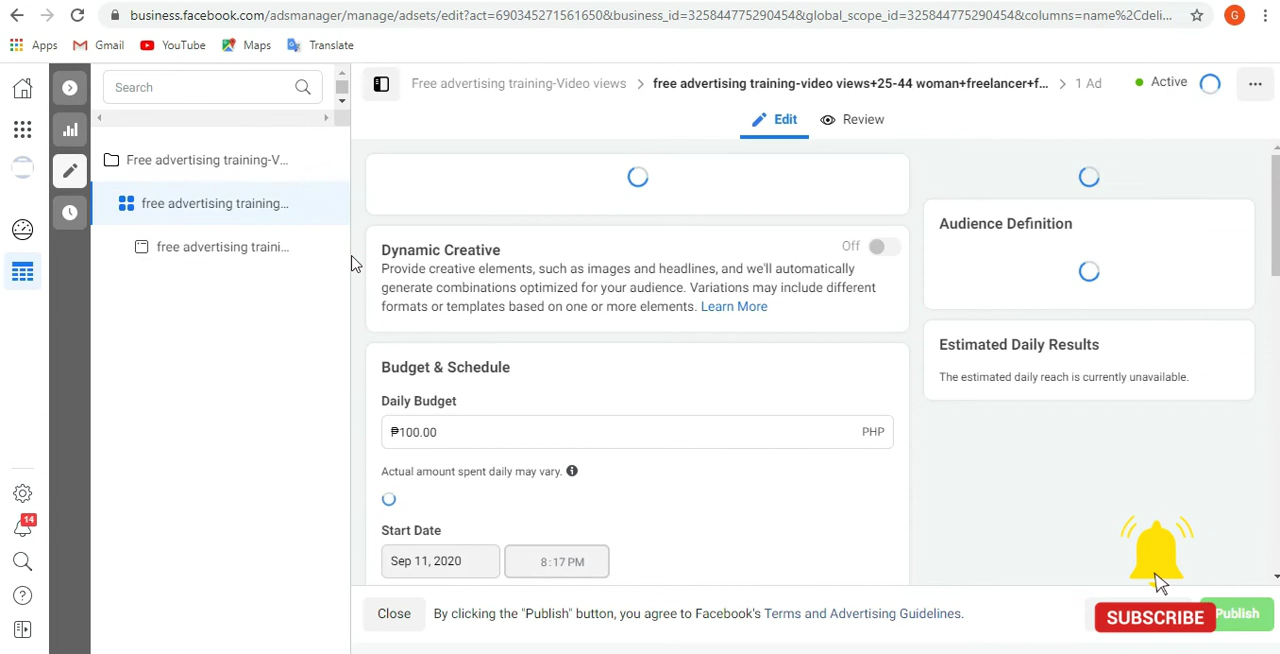 business.facebook.com/adsmanager/manage/adsets/edit?act=690345271561650&business_id=325844775290454&global_scope_id=325844775290454&columns=name%2Cdeli...
G
Apps
Gmail
YouTube
Maps
Translate
Search
Free advertising training-Video views
free advertising training-video views+25-44 woman+freelancer+f...
1 Ad
Active
...
Edit
Review
Free advertising training-V...
free advertising training...
free advertising traini...
Dynamic Creative
Off
Provide creative elements, such as images and headlines, and we'll automatically
generate combinations optimized for your audience. Variations may include different
formats or templates based on one or more elements. Learn More
Budget & Schedule
Daily Budget
₱100.00
PHP
Actual amount spent daily may vary.
Start Date
Sep 11, 2020
8:17 PM
Audience Definition
Estimated Daily Results
The estimated daily reach is currently unavailable.
14
Close
By clicking the "Publish" button, you agree to Facebook's Terms and Advertising Guidelines.
SUBSCRIBE
Publish